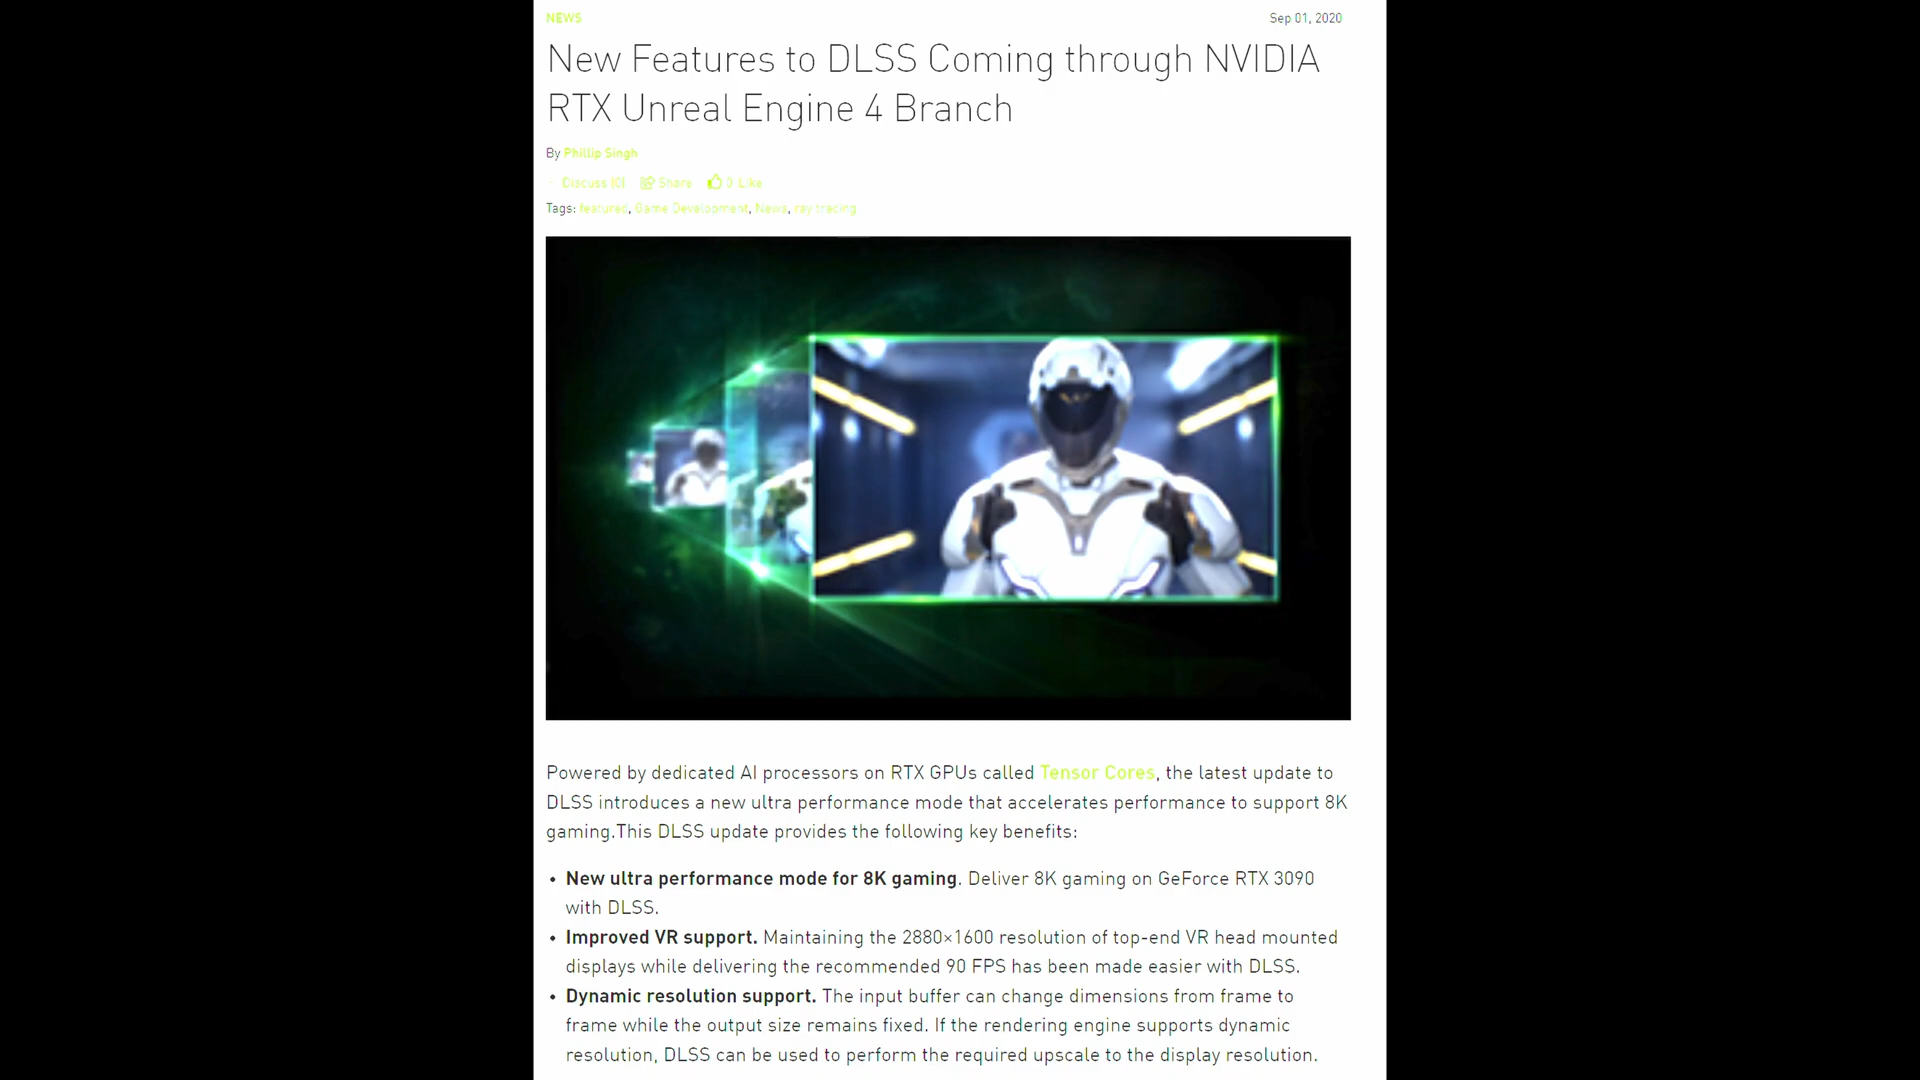 NEWS
Sep 01, 2020
New Features to DLSS Coming through NVIDIA
RTX Unreal Engine 4 Branch
By Phillip Singh
Discuss (0) Share 0 Like
Tags: featured, Game Development, News, ray tracing
Powered by dedicated AI processors on RTX GPUs called Tensor Cores, the latest update to
DLSS introduces a new ultra performance mode that accelerates performance to support 8K
gaming.This DLSS update provides the following key benefits:
• New ultra performance mode for 8K gaming. Deliver 8K gaming on GeForce RTX 3090
with DLSS.
• Improved VR support. Maintaining the 2880×1600 resolution of top-end VR head mounted
displays while delivering the recommended 90 FPS has been made easier with DLSS.
• Dynamic resolution support. The input buffer can change dimensions from frame to
frame while the output size remains fixed. If the rendering engine supports dynamic
resolution, DLSS can be used to perform the required upscale to the display resolution.